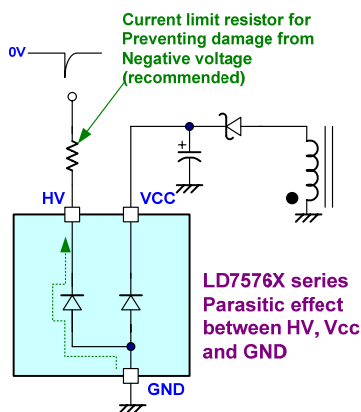 Current limit resistor for
Preventing damage from
Negative voltage
(recommended)
0V
+
HV
VCC
LD7576X series
Parasitic effect
between HV, Vcc
and GND
GND